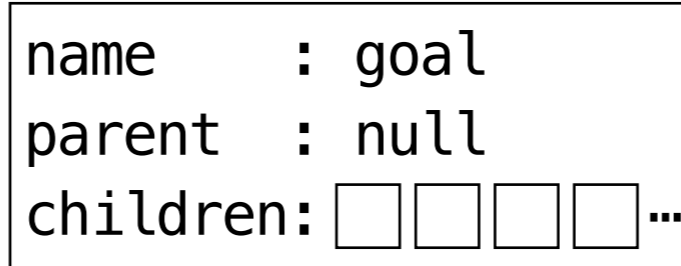 name : goal
parent : null
children: …